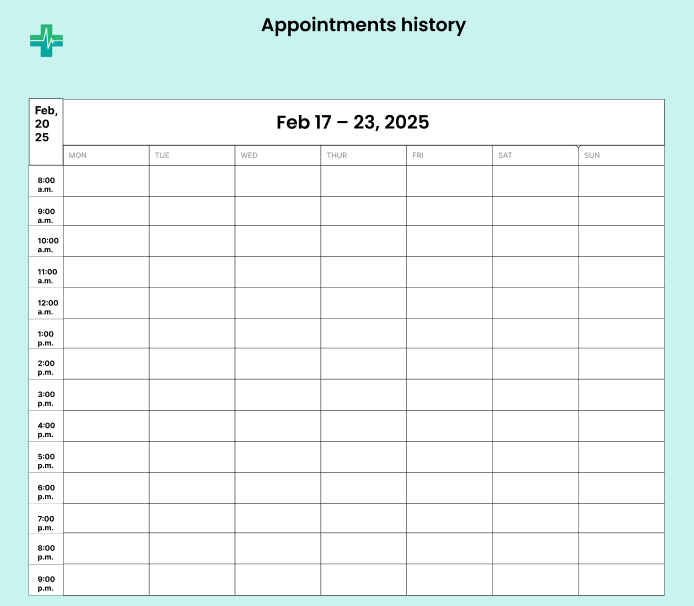 Appointments history
Feb,
20
25
Feb 17 – 23, 2025
MON TUE WED THUR FRI SAT SUN
8:00
a.m.
9:00
a.m.
10:00
a.m.
11:00
a.m.
12:00
a.m.
1:00
p.m.
2:00
p.m.
3:00
p.m.
4:00
p.m.
5:00
p.m.
6:00
p.m.
7:00
p.m.
8:00
p.m.
9:00
p.m.